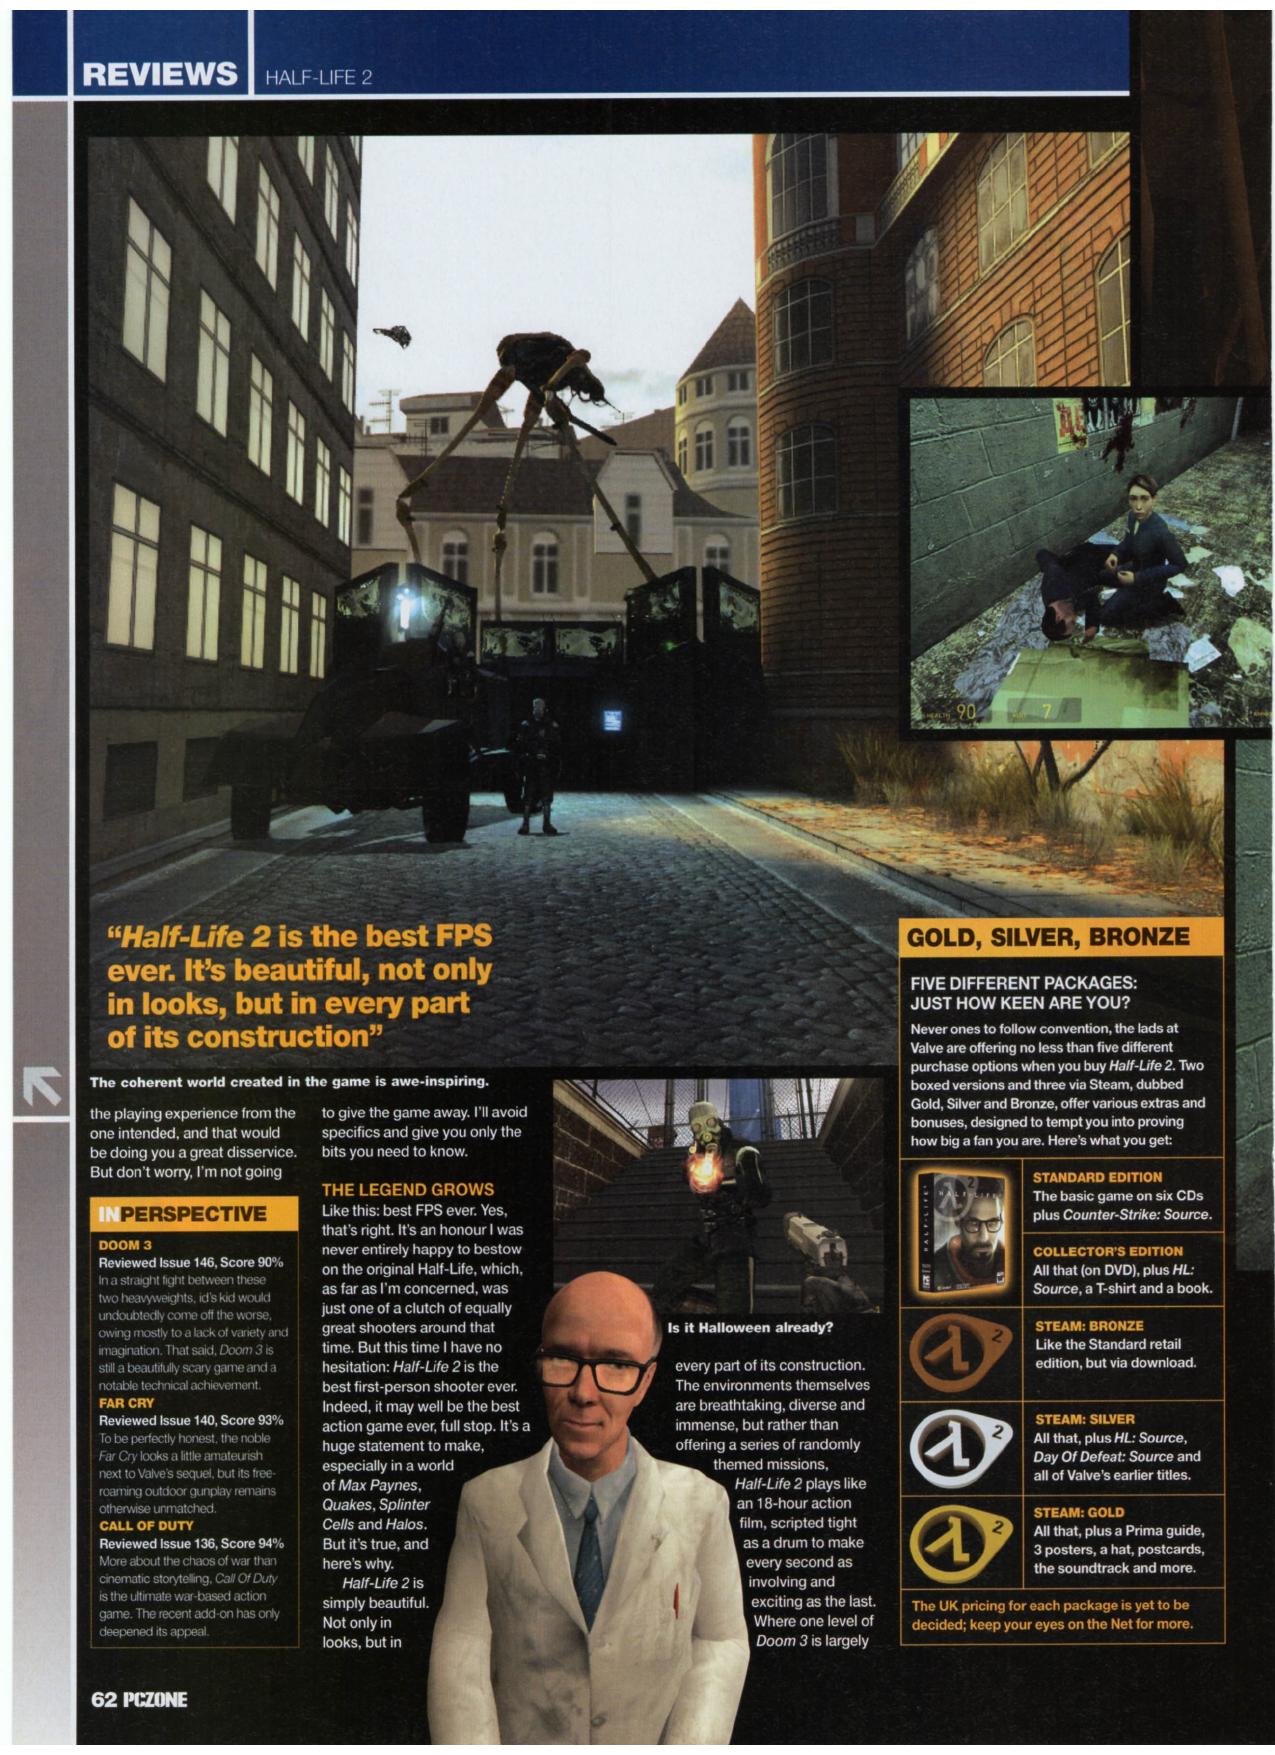 REVIEWS
HALF-LIFE 2
HEALTH 90
7
"Half-Life 2 is the best FPS
ever. It's beautiful, not only
in looks, but in every part
of its construction"
The coherent world created in the game is awe-inspiring.
the playing experience from the
one intended, and that would
be doing you a great disservice.
But don't worry, I'm not going
INPERSPECTIVE
DOOM 3
Reviewed Issue 146, Score 90%
In a straight fight between these
two heavyweights, id's kid would
undoubtedly come off the worse,
owing mostly to a lack of variety and
imagination. That said, Doom 3 is
still a beautifully scary game and a
notable technical achievement.
FAR CRY
Reviewed Issue 140, Score 93%
To be perfectly honest, the noble
Far Cry looks a little amateurish
next to Valve's sequel, but its free-
roaming outdoor gunplay remains
otherwise unmatched.
CALL OF DUTY
Reviewed Issue 136, Score 94%
More about the chaos of war than
cinematic storytelling, Call Of Duty
is the ultimate war-based action
game. The recent add-on has only
deepened its appeal.
to give the game away. I'll avoid
specifics and give you only the
bits you need to know.
THE LEGEND GROWS
Like this: best FPS ever. Yes,
that's right. It's an honour I was
never entirely happy to bestow
on the original Half-Life, which,
as far as I'm concerned, was
just one of a clutch of equally
great shooters around that
time. But this time I have no
hesitation: Half-Life 2 is the
best first-person shooter ever.
Indeed, it may well be the best
action game ever, full stop. It's a
huge statement to make,
especially in a world
of Max Paynes,
Quakes, Splinter
Cells and Halos.
But it's true, and
here's why.
Half-Life 2 is
simply beautiful.
Not only in
looks, but in
Is it Halloween already?
every part of its construction.
The environments themselves
are breathtaking, diverse and
immense, but rather than
offering a series of randomly
themed missions,
Half-Life 2 plays like
an 18-hour action
film, scripted tight
as a drum to make
every second as
involving and
exciting as the last.
Where one level of
Doom 3 is largely
GOLD, SILVER, BRONZE
FIVE DIFFERENT PACKAGES:
JUST HOW KEEN ARE YOU?
Never ones to follow convention, the lads at
Valve are offering no less than five different
purchase options when you buy Half-Life 2. Two
boxed versions and three via Steam, dubbed
Gold, Silver and Bronze, offer various extras and
bonuses, designed to tempt you into proving
how big a fan you are. Here's what you get:
HALF-LIFE 2
HALF-LIFE
STANDARD EDITION
The basic game on six CDs
plus Counter-Strike: Source.
COLLECTOR'S EDITION
All that (on DVD), plus HL:
Source, a T-shirt and a book.
2
STEAM: BRONZE
Like the Standard retail
edition, but via download.
2
STEAM: SILVER
All that, plus HL: Source,
Day Of Defeat: Source and
all of Valve's earlier titles.
2
STEAM: GOLD
All that, plus a Prima guide,
3 posters, a hat, postcards,
the soundtrack and more.
The UK pricing for each package is yet to be
decided; keep your eyes on the Net for more.
62 PCZONE